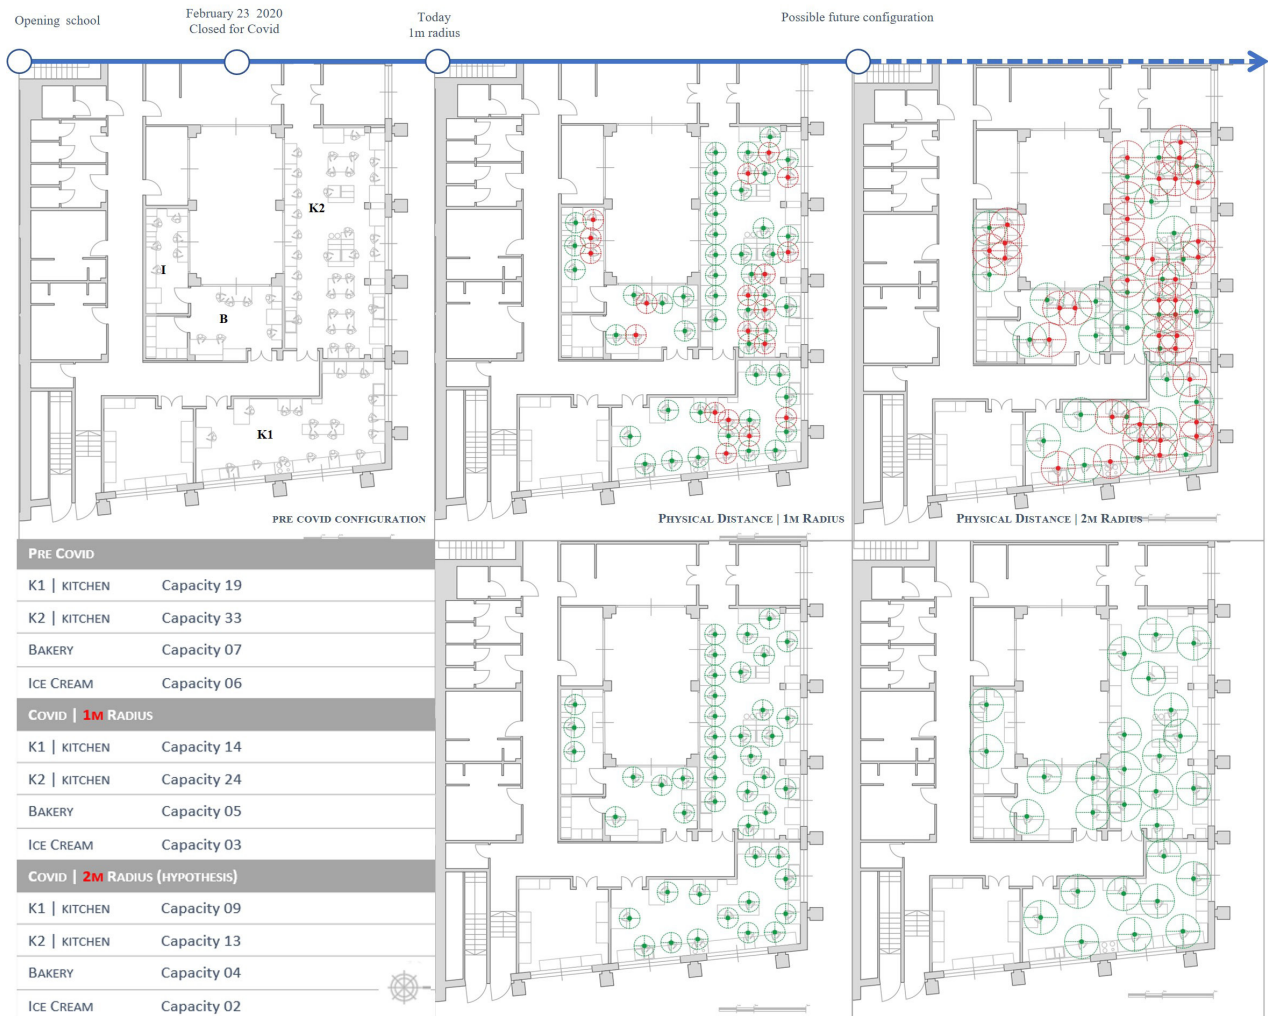 Opening school
February 23 2020
Closed for Covid
Today
1m radius
Possible future configuration
K2
I
B
K1
PRE COVID CONFIGURATION
PHYSICAL DISTANCE | 1M RADIUS
PHYSICAL DISTANCE | 2M RADIUS
PRE COVID
K1 | KITCHEN Capacity 19
K2 | KITCHEN Capacity 33
BAKERY Capacity 07
ICE CREAM Capacity 06
COVID | 1M RADIUS
K1 | KITCHEN Capacity 14
K2 | KITCHEN Capacity 24
BAKERY Capacity 05
ICE CREAM Capacity 03
COVID | 2M RADIUS (HYPOTHESIS)
K1 | KITCHEN Capacity 09
K2 | KITCHEN Capacity 13
BAKERY Capacity 04
ICE CREAM Capacity 02